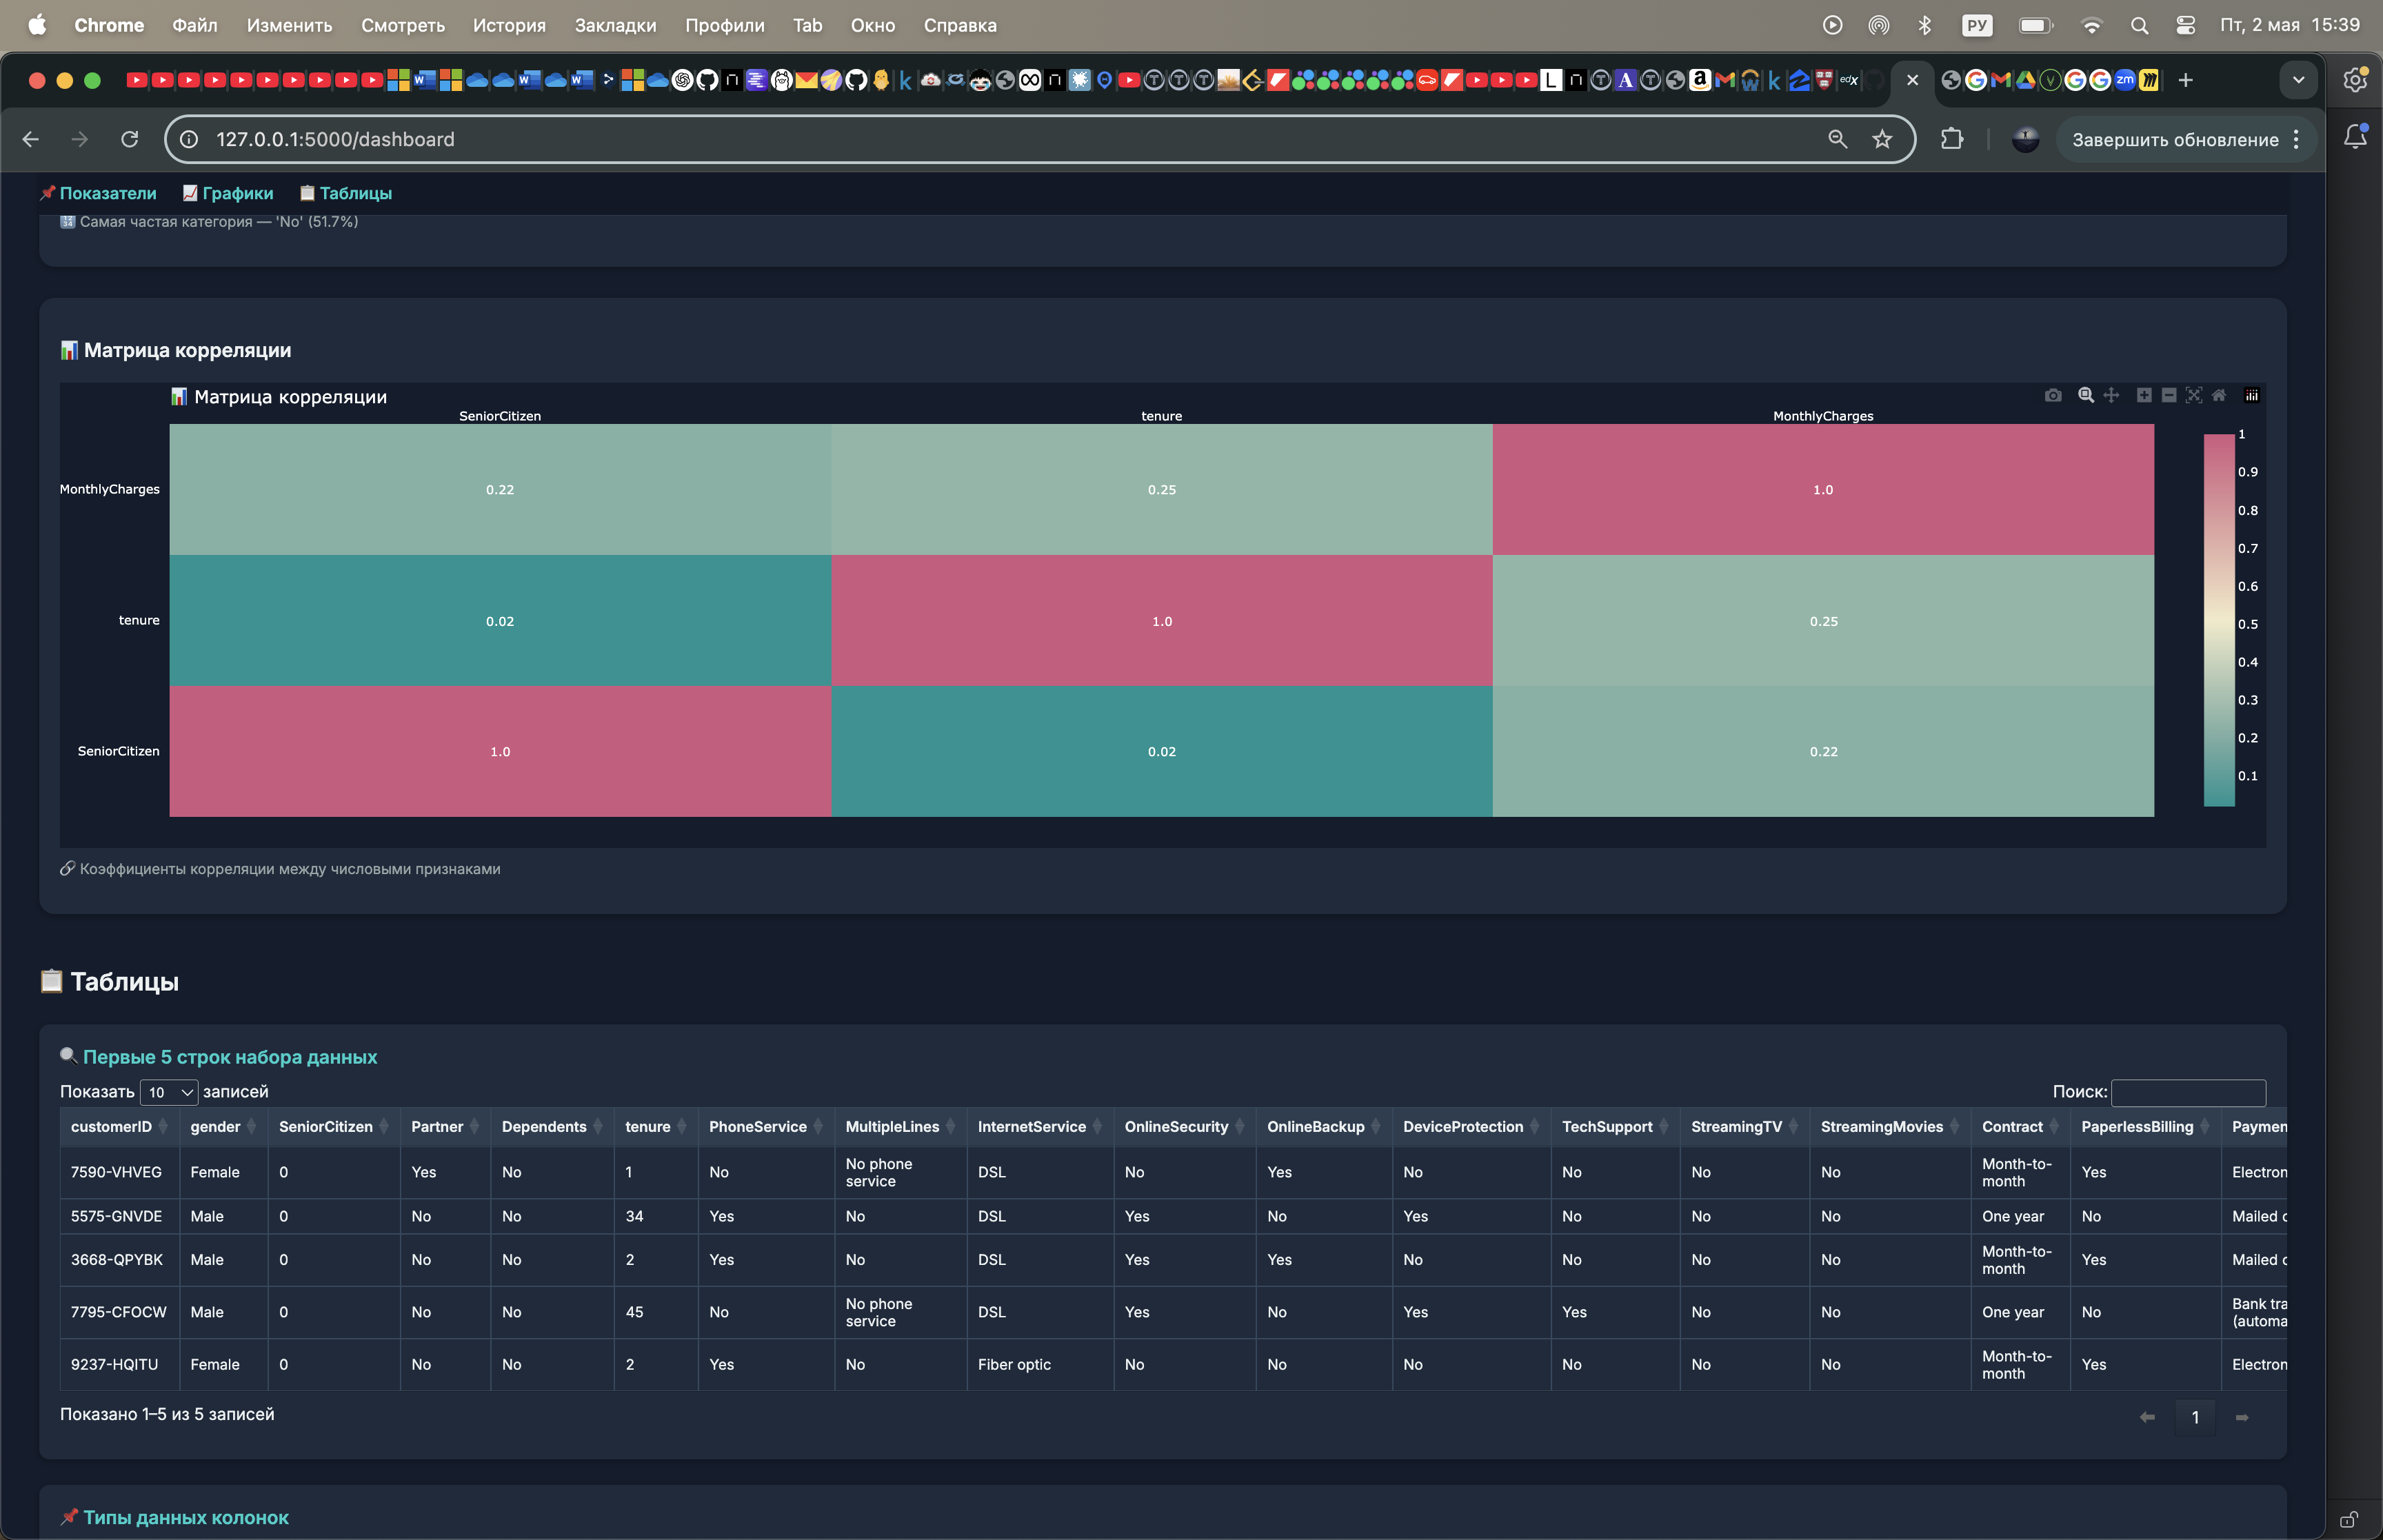 Chrome Файл Изменить Смотреть История Закладки Профили Tab Окно Справка РУ Пт, 2 мая 15:39
127.0.0.1:5000/dashboard Завершить обновление
📌 Показатели 📈 Графики 📋 Таблицы
🔢 Самая частая категория — 'No' (51.7%)
📊 Матрица корреляции
📊 Матрица корреляции
SeniorCitizen tenure MonthlyCharges
MonthlyCharges 0.22 0.25 1.0
tenure 0.02 1.0 0.25
SeniorCitizen 1.0 0.02 0.22
1
0.9
0.8
0.7
0.6
0.5
0.4
0.3
0.2
0.1
🔗 Коэффициенты корреляции между числовыми признаками
📋 Таблицы
🔍 Первые 5 строк набора данных
Показать 10 записей Поиск:
customerID gender SeniorCitizen Partner Dependents tenure PhoneService MultipleLines InternetService OnlineSecurity OnlineBackup DeviceProtection TechSupport StreamingTV StreamingMovies Contract PaperlessBilling Paymen
7590-VHVEG Female 0 Yes No 1 No No phone service DSL No Yes No No No No Month-to-month Yes Electron
5575-GNVDE Male 0 No No 34 Yes No DSL Yes No Yes No No No One year No Mailed c
3668-QPYBK Male 0 No No 2 Yes No DSL Yes Yes No No No No Month-to-month Yes Mailed c
7795-CFOCW Male 0 No No 45 No No phone service DSL Yes No Yes Yes No No One year No Bank tra (automa
9237-HQITU Female 0 No No 2 Yes No Fiber optic No No No No No No Month-to-month Yes Electron
Показано 1–5 из 5 записей 1
📌 Типы данных колонок